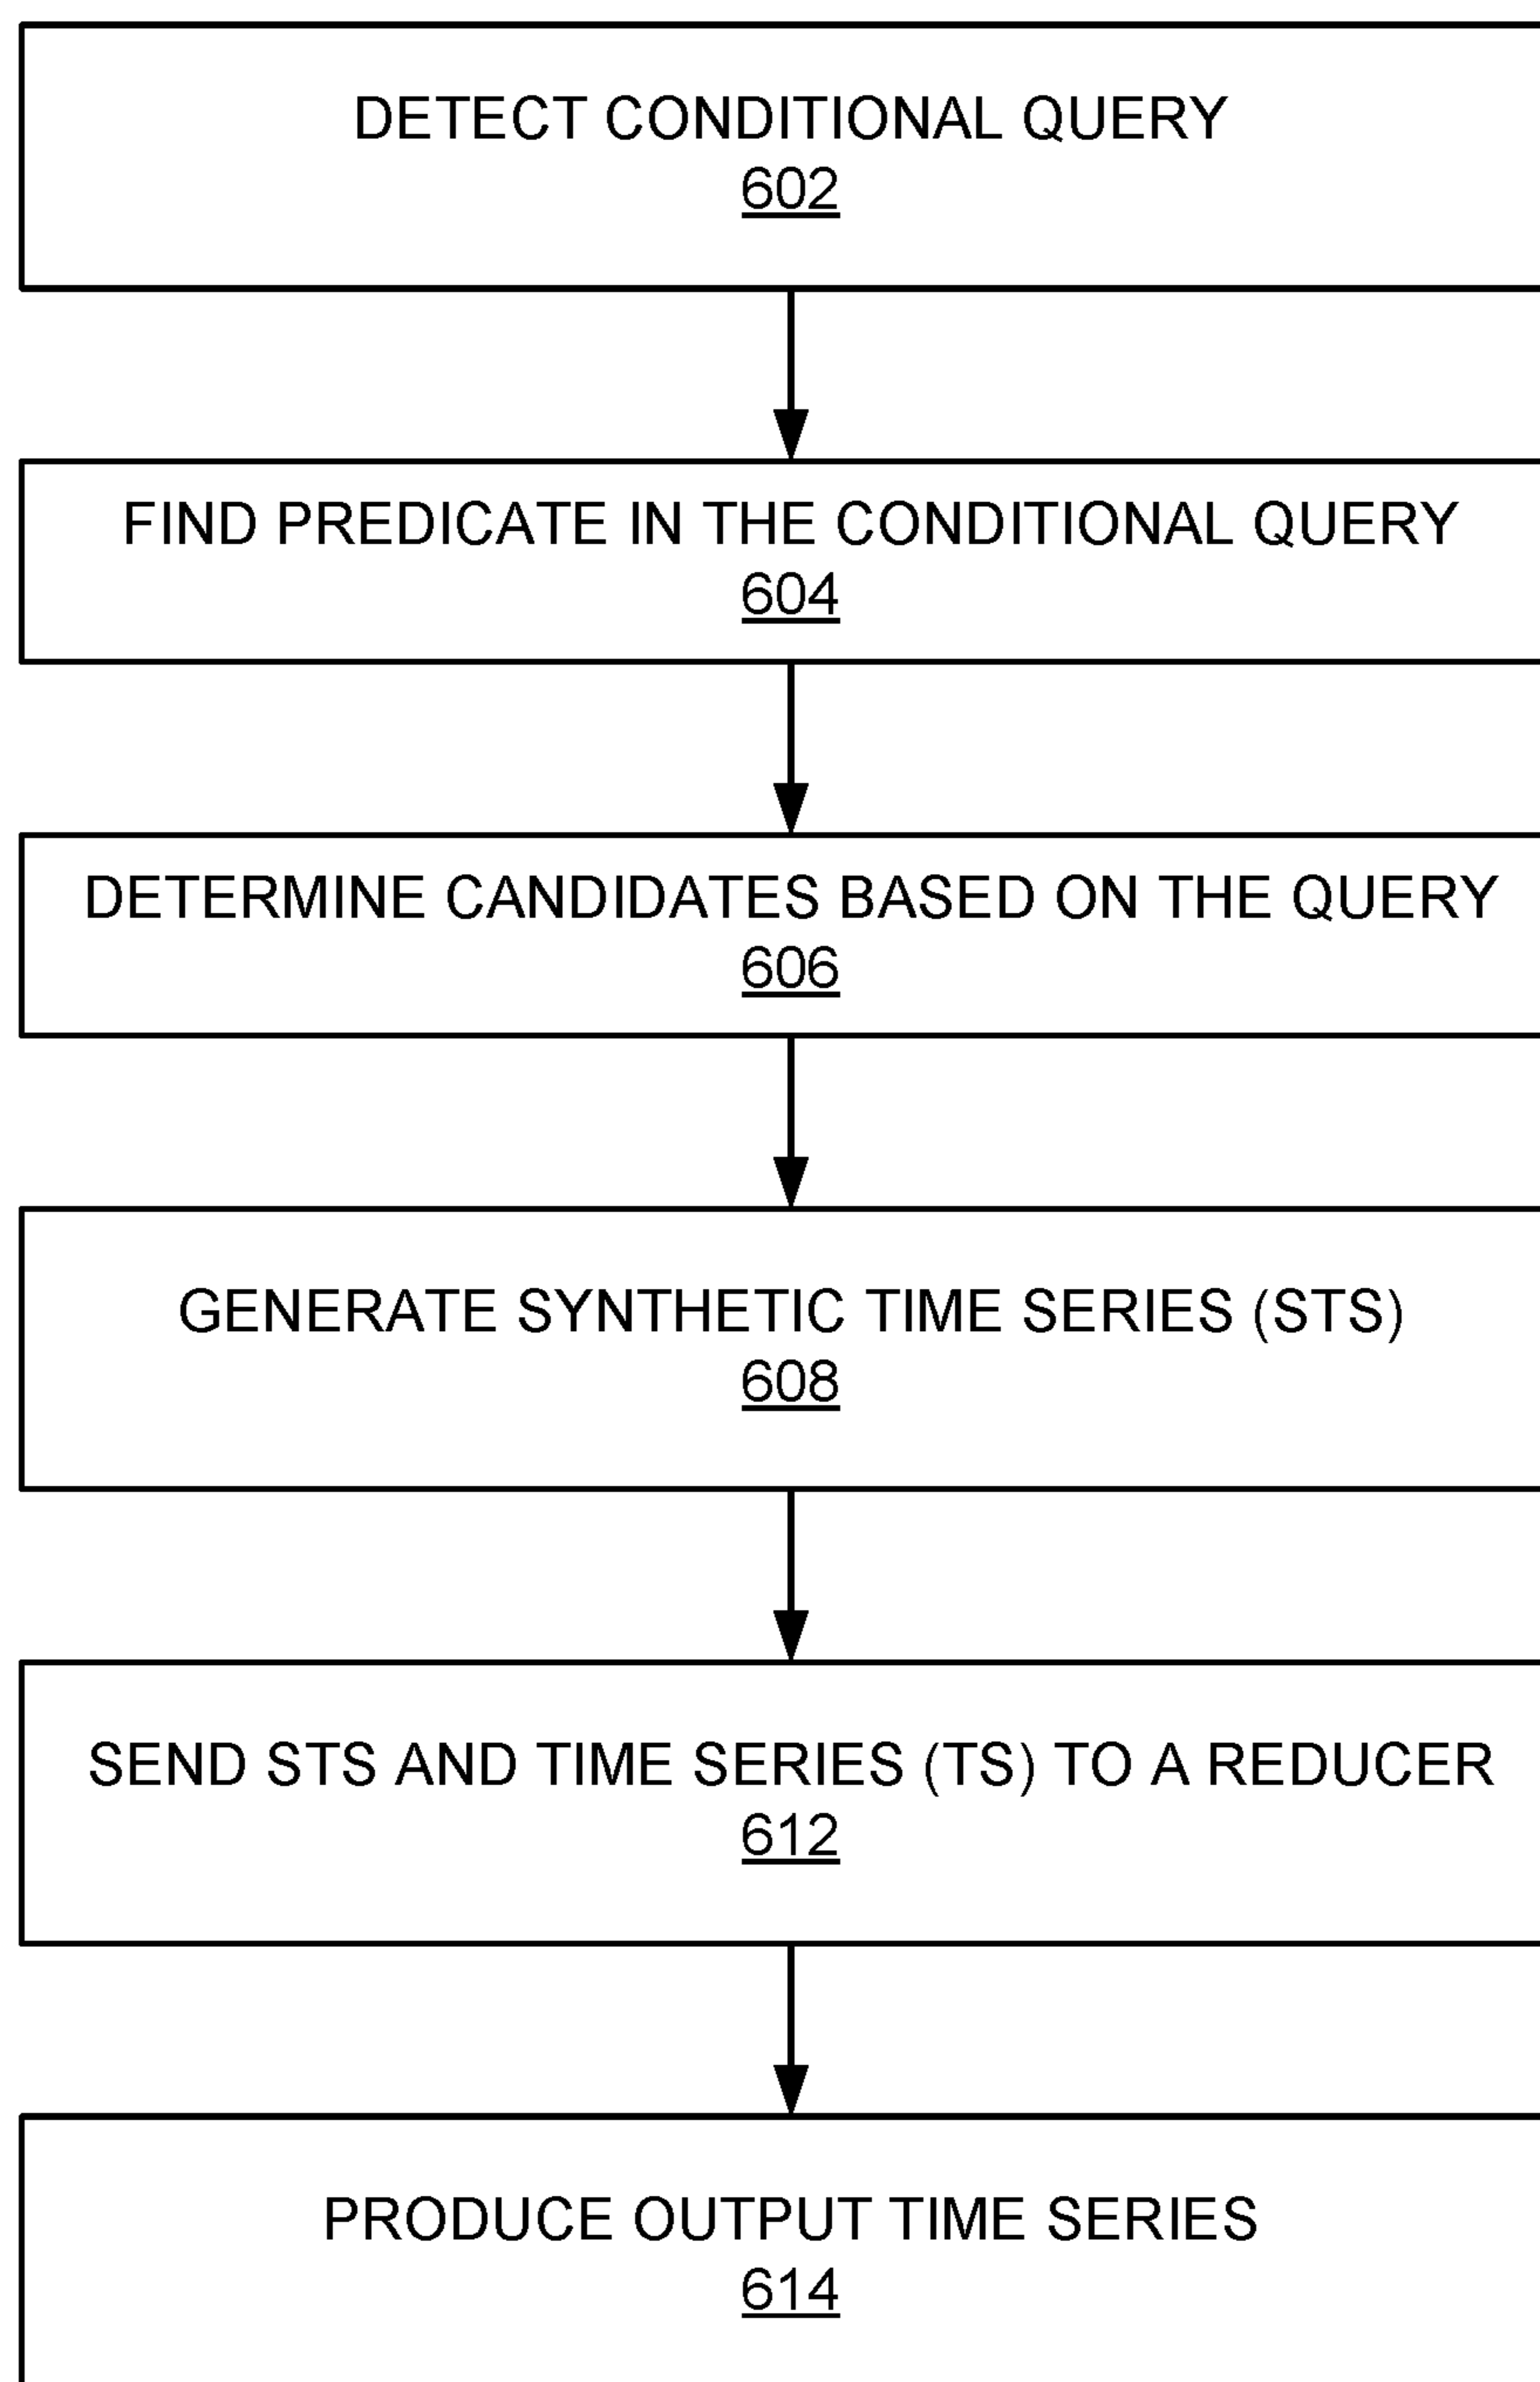 DETECT CONDITIONAL QUERY
602
FIND PREDICATE IN THE CONDITIONAL QUERY
604
DETERMINE CANDIDATES BASED ON THE QUERY
606
GENERATE SYNTHETIC TIME SERIES (STS)
608
SEND STS AND TIME SERIES (TS) TO A REDUCER
612
PRODUCE OUTPUT TIME SERIES
614